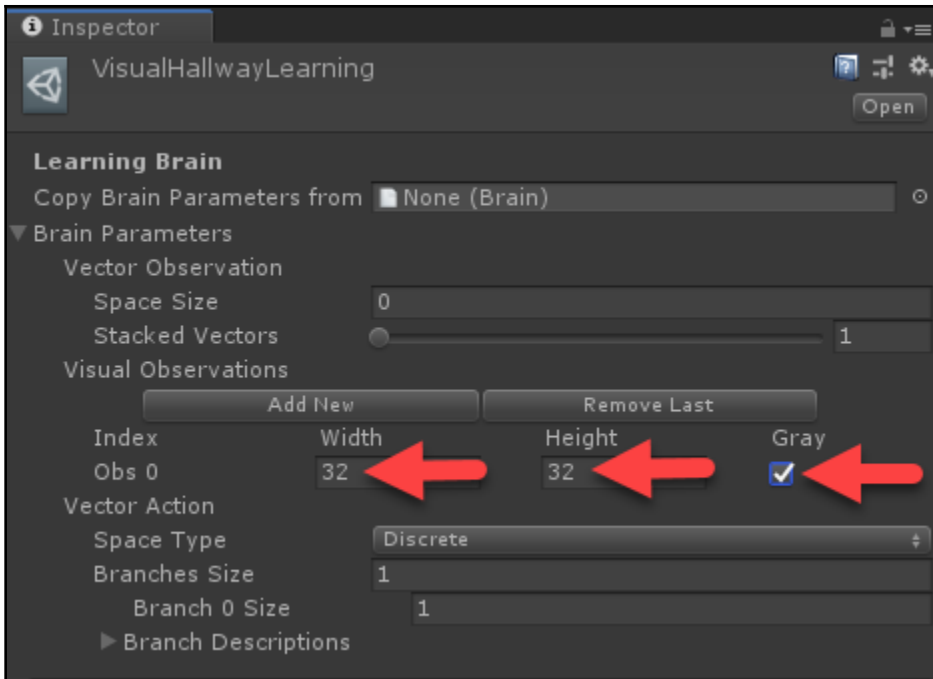 Inspector
VisualHallwayLearning
Open
Learning Brain
Copy Brain Parameters from None (Brain)
Brain Parameters
Vector Observation
Space Size 0
Stacked Vectors 1
Visual Observations
Add New Remove Last
Index Width Height Gray
Obs 0 32 32
Vector Action
Space Type Discrete
Branches Size 1
Branch 0 Size 1
Branch Descriptions